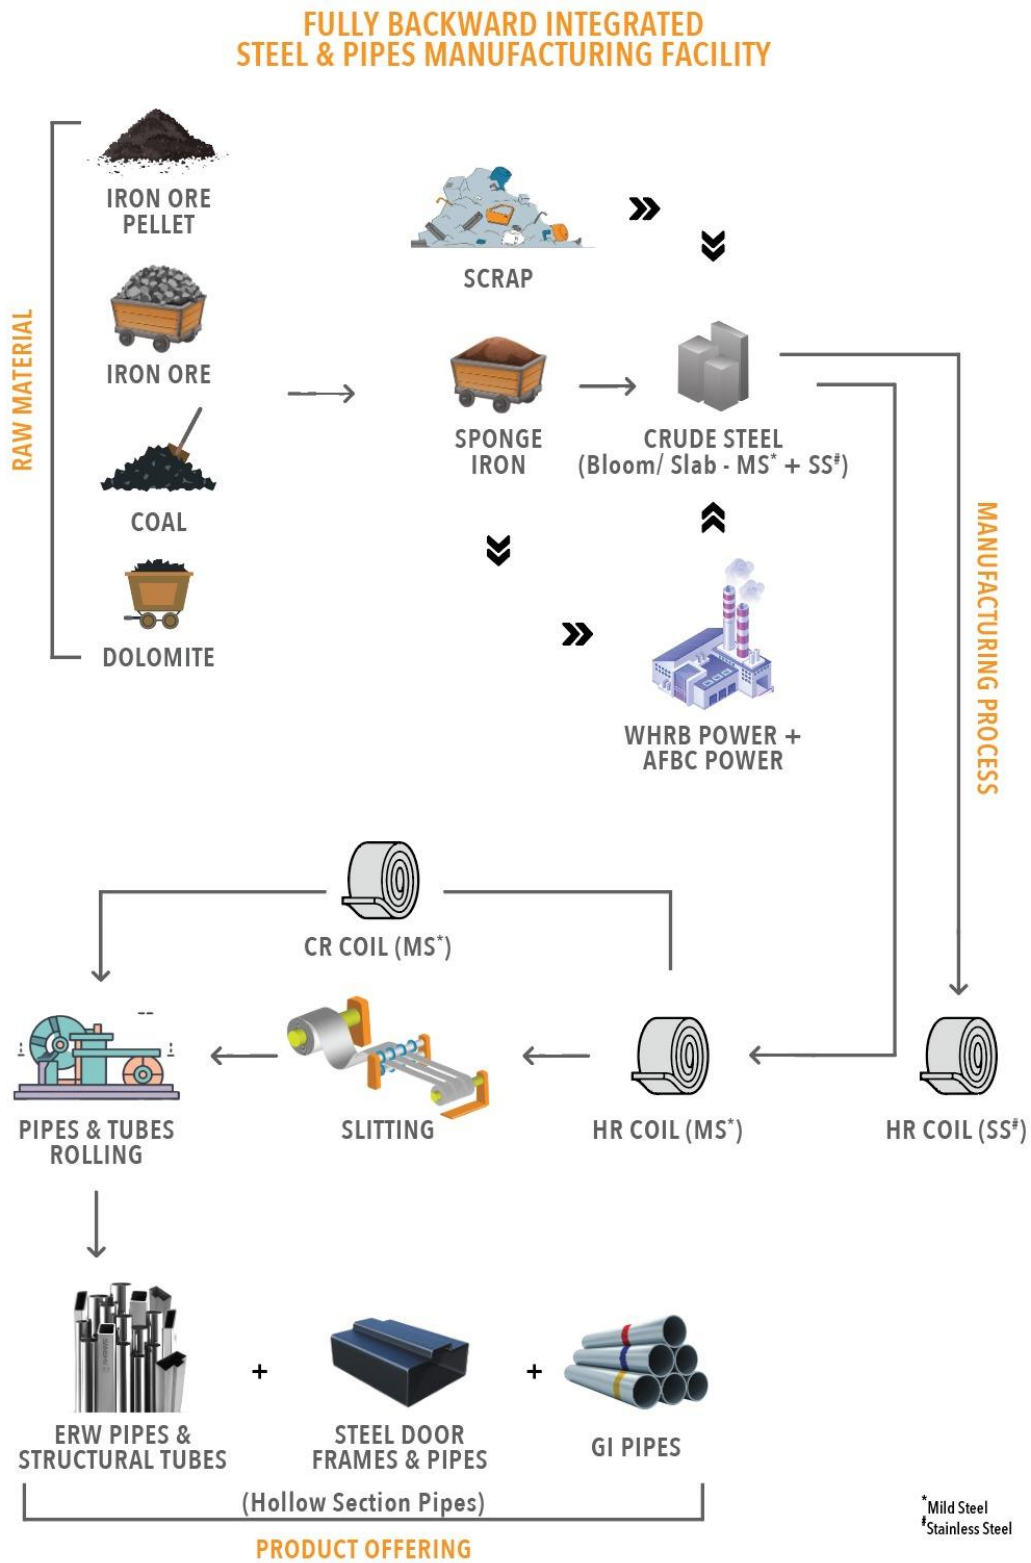 FULLY BACKWARD INTEGRATED
STEEL & PIPES MANUFACTURING FACILITY
RAW MATERIAL
IRON ORE
PELLET
IRON ORE
COAL
DOLOMITE
SCRAP
SPONGE
IRON
CRUDE STEEL
(Bloom/ Slab - MS* + SS#)
WHRB POWER +
AFBC POWER
MANUFACTURING PROCESS
CR COIL (MS*)
PIPES & TUBES
ROLLING
SLITTING
HR COIL (MS*)
HR COIL (SS#)
ERW PIPES &
STRUCTURAL TUBES
+
STEEL DOOR
FRAMES & PIPES
+
GI PIPES
(Hollow Section Pipes)
PRODUCT OFFERING
*Mild Steel
#Stainless Steel